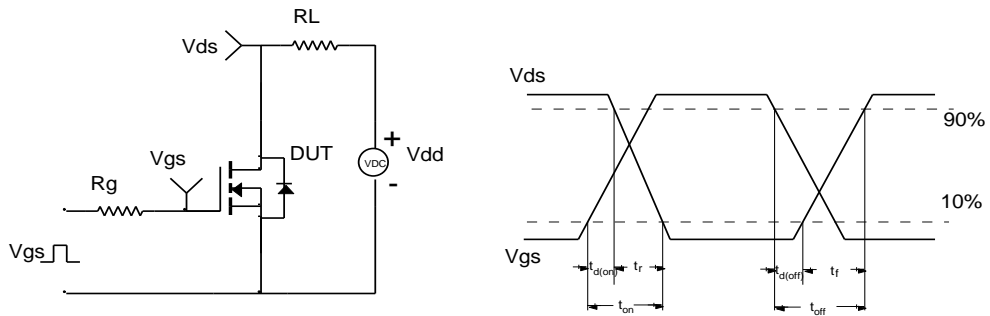 RL
Vds
Vgs
DUT
VDC
+
-
Vdd
Rg
Vgs
Vds
90%
10%
Vgs
td(on)
tr
td(off)
tf
ton
toff